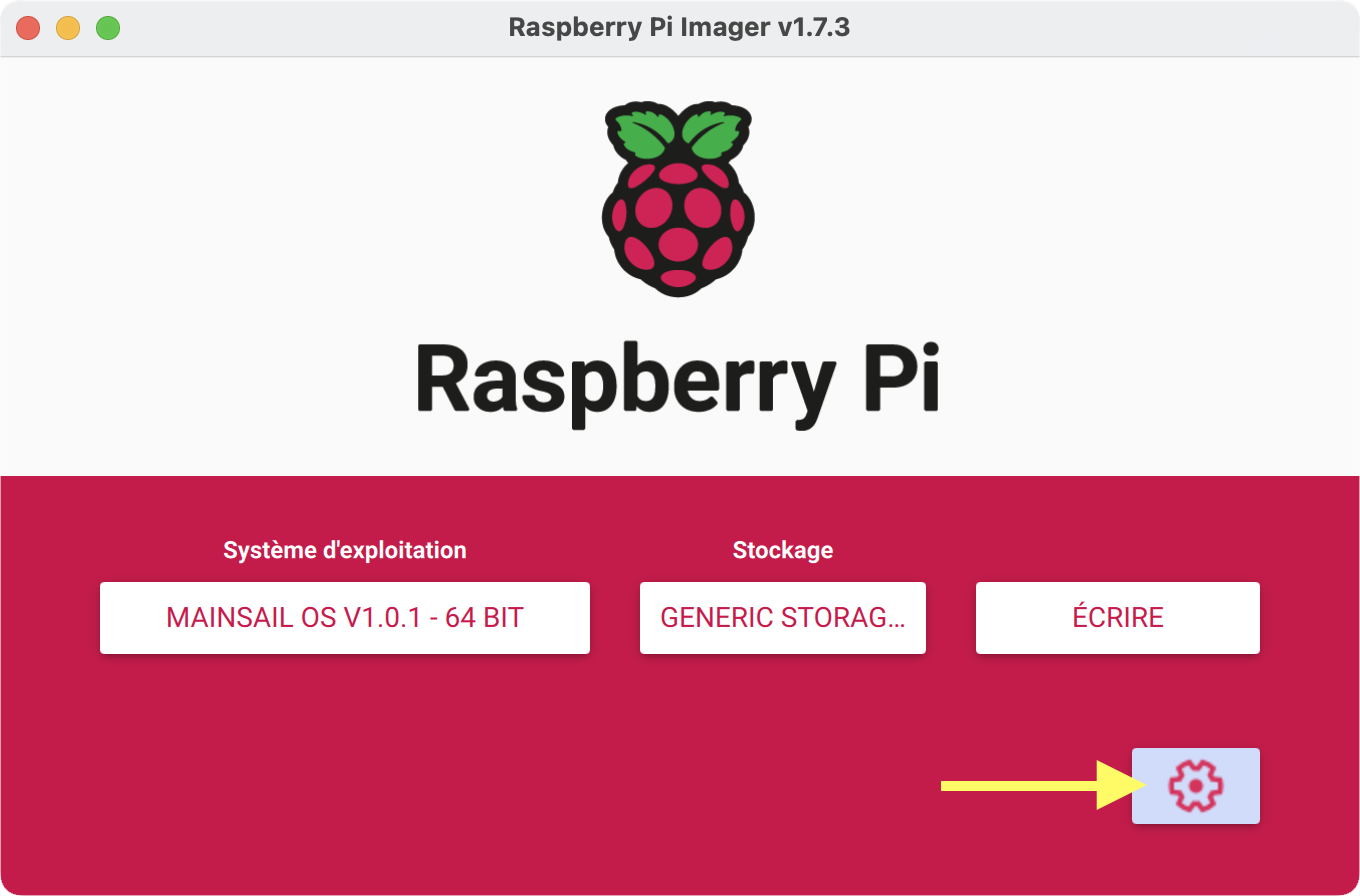 Raspberry Pi Imager v1.7.3
Raspberry Pi
Système d'exploitation
Stockage
MAINSAIL OS V1.0.1 - 64 BIT
GENERIC STORAG...
ÉCRIRE